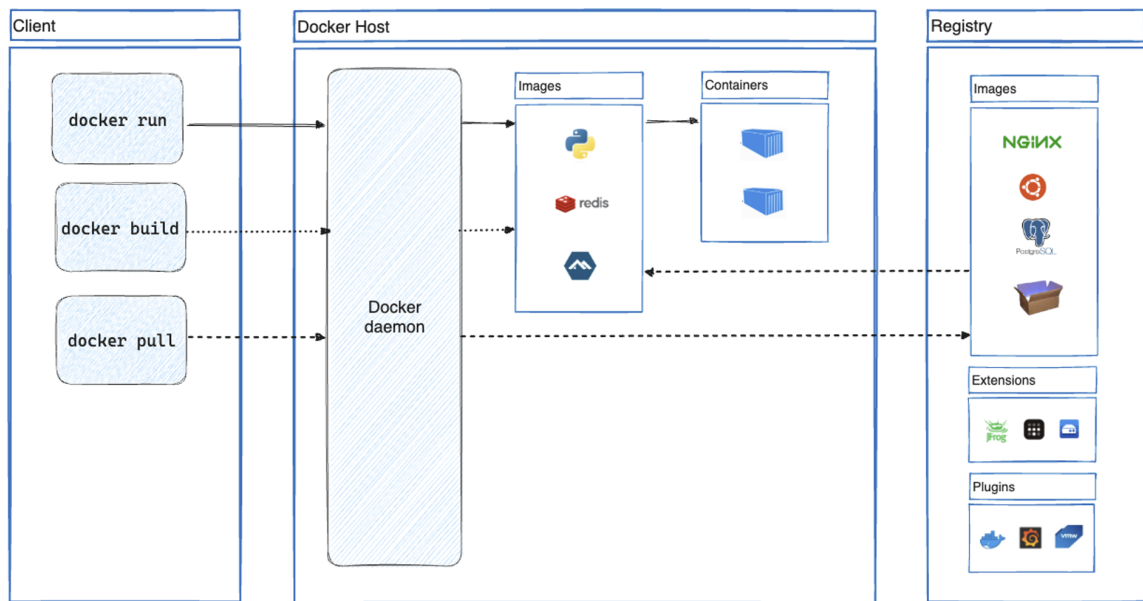 Client
docker run
docker build
docker pull
Docker Host
Docker
daemon
Images
redis
Containers
Registry
Images
NGiNX
PostgreSQL
Extensions
JFrog
Plugins
vmw